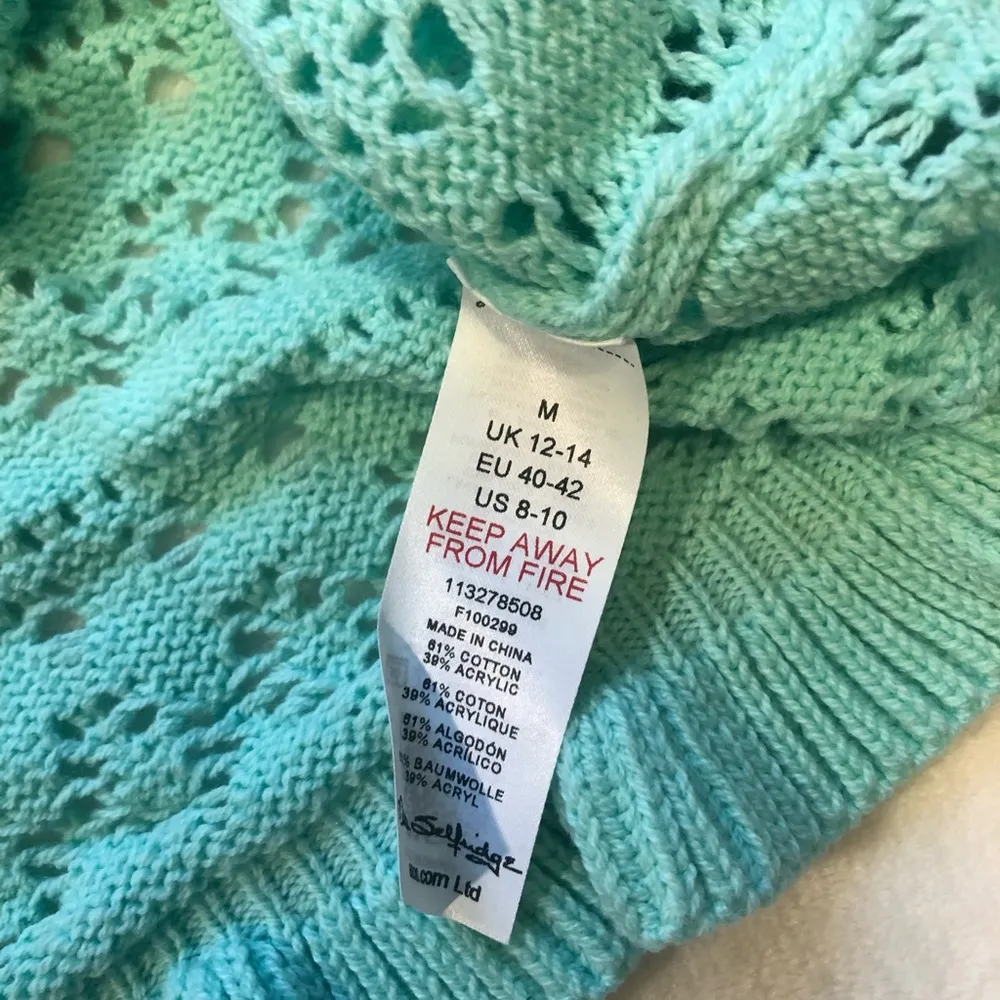 M
UK 12-14
EU 40-42
US 8-10
KEEP AWAY
FROM FIRE
113278508
F100299
MADE IN CHINA
61% COTTON
39% ACRYLIC
61% COTON
39% ACRYLIQUE
61% ALGODÓN
39% ACRÍLICO
% BAUMWOLLE
39% ACRYL
Selfridge
.com Ltd